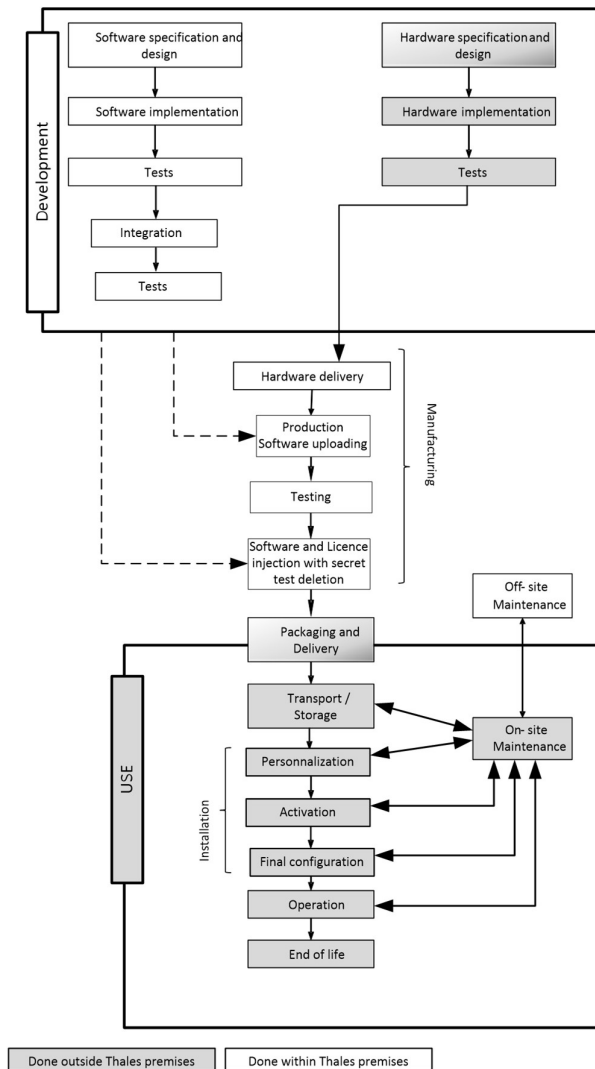 Development
Software specification and
design
Software implementation
Tests
Integration
Tests
Hardware specification and
design
Hardware implementation
Tests
Hardware delivery
Production
Software uploading
Testing
Software and Licence
injection with secret
test deletion
Manufacturing
Off- site
Maintenance
USE
Packaging and
Delivery
Transport /
Storage
On- site
Maintenance
Installation
Personnalization
Activation
Final configuration
Operation
End of life
Done outside Thales premises
Done within Thales premises